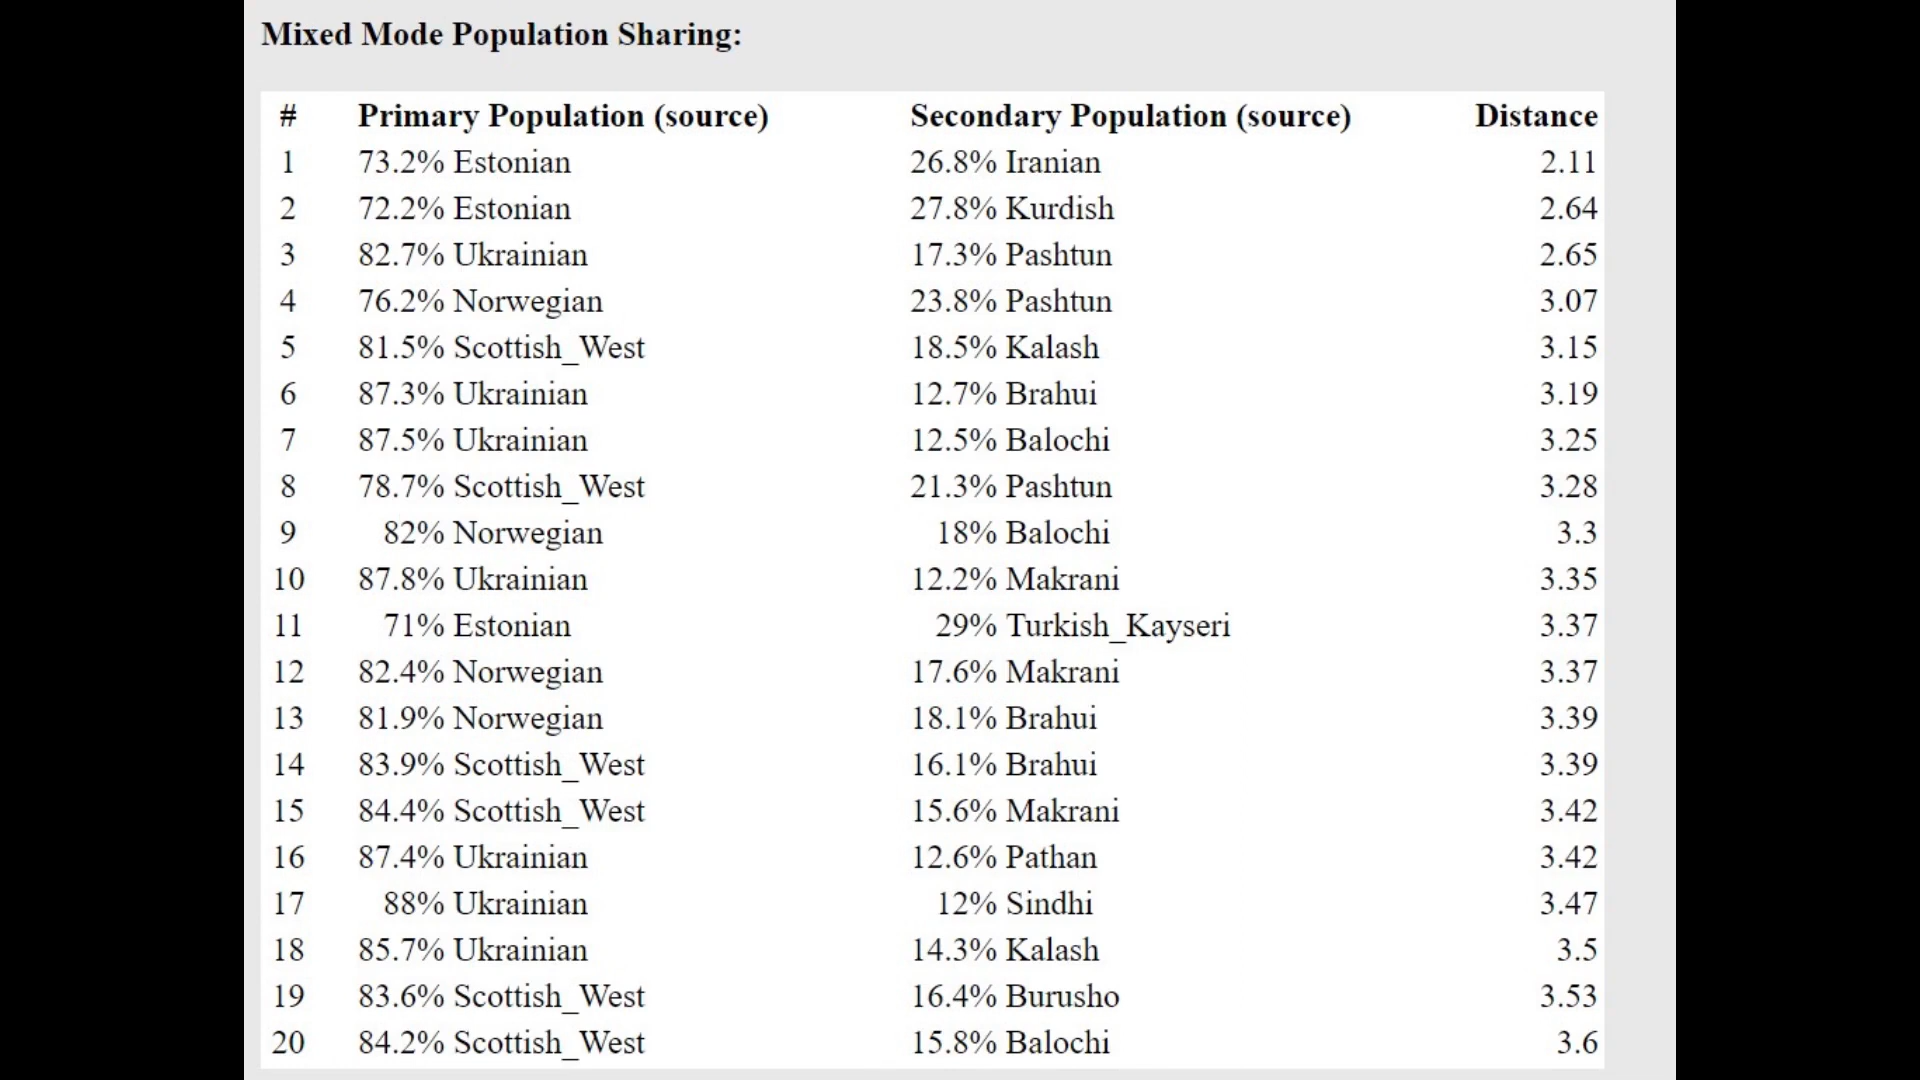 Mixed Mode Population Sharing:
# Primary Population (source) Secondary Population (source) Distance
1 73.2% Estonian 26.8% Iranian 2.11
2 72.2% Estonian 27.8% Kurdish 2.64
3 82.7% Ukrainian 17.3% Pashtun 2.65
4 76.2% Norwegian 23.8% Pashtun 3.07
5 81.5% Scottish_West 18.5% Kalash 3.15
6 87.3% Ukrainian 12.7% Brahui 3.19
7 87.5% Ukrainian 12.5% Balochi 3.25
8 78.7% Scottish_West 21.3% Pashtun 3.28
9 82% Norwegian 18% Balochi 3.3
10 87.8% Ukrainian 12.2% Makrani 3.35
11 71% Estonian 29% Turkish_Kayseri 3.37
12 82.4% Norwegian 17.6% Makrani 3.37
13 81.9% Norwegian 18.1% Brahui 3.39
14 83.9% Scottish_West 16.1% Brahui 3.39
15 84.4% Scottish_West 15.6% Makrani 3.42
16 87.4% Ukrainian 12.6% Pathan 3.42
17 88% Ukrainian 12% Sindhi 3.47
18 85.7% Ukrainian 14.3% Kalash 3.5
19 83.6% Scottish_West 16.4% Burusho 3.53
20 84.2% Scottish_West 15.8% Balochi 3.6